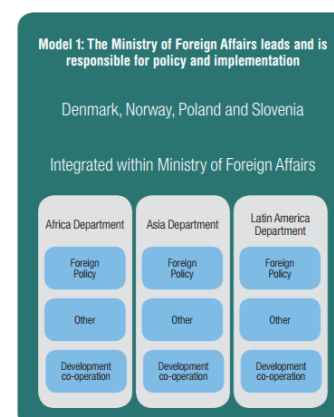 Model 1: The Ministry of Foreign Affairs leads and is
responsible for policy and implementation
Denmark, Norway, Poland and Slovenia
Integrated within Ministry of Foreign Affairs
Africa Department
Foreign
Policy
Other
Development
co-operation
Asia Department
Foreign
Policy
Other
Development
co-operation
Latin America
Department
Foreign
Policy
Other
Development
co-operation